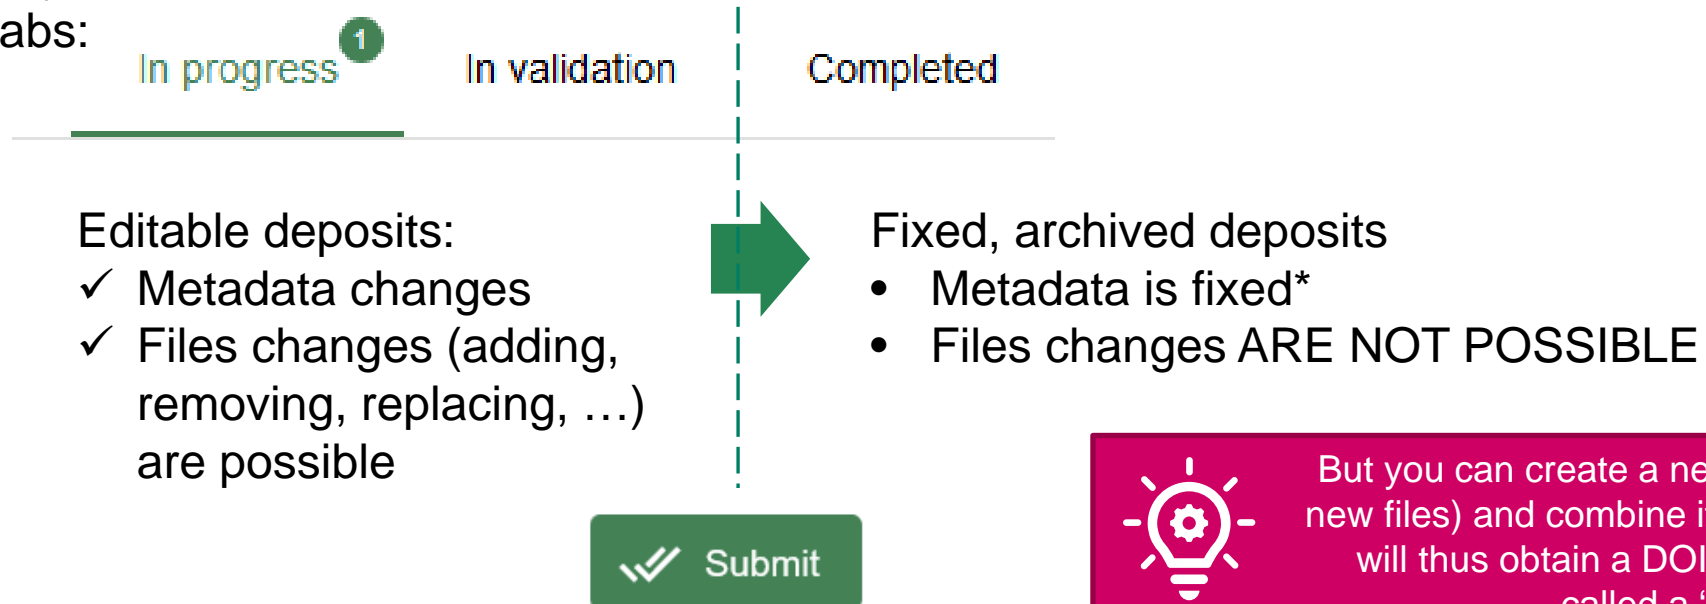 abs:
In progress 1 In validation Completed
Editable deposits:
✓ Metadata changes
✓ Files changes (adding,
removing, replacing, …)
are possible
Fixed, archived deposits
• Metadata is fixed*
• Files changes ARE NOT POSSIBLE
Submit
But you can create a ne
new files) and combine i
will thus obtain a DOI
called a